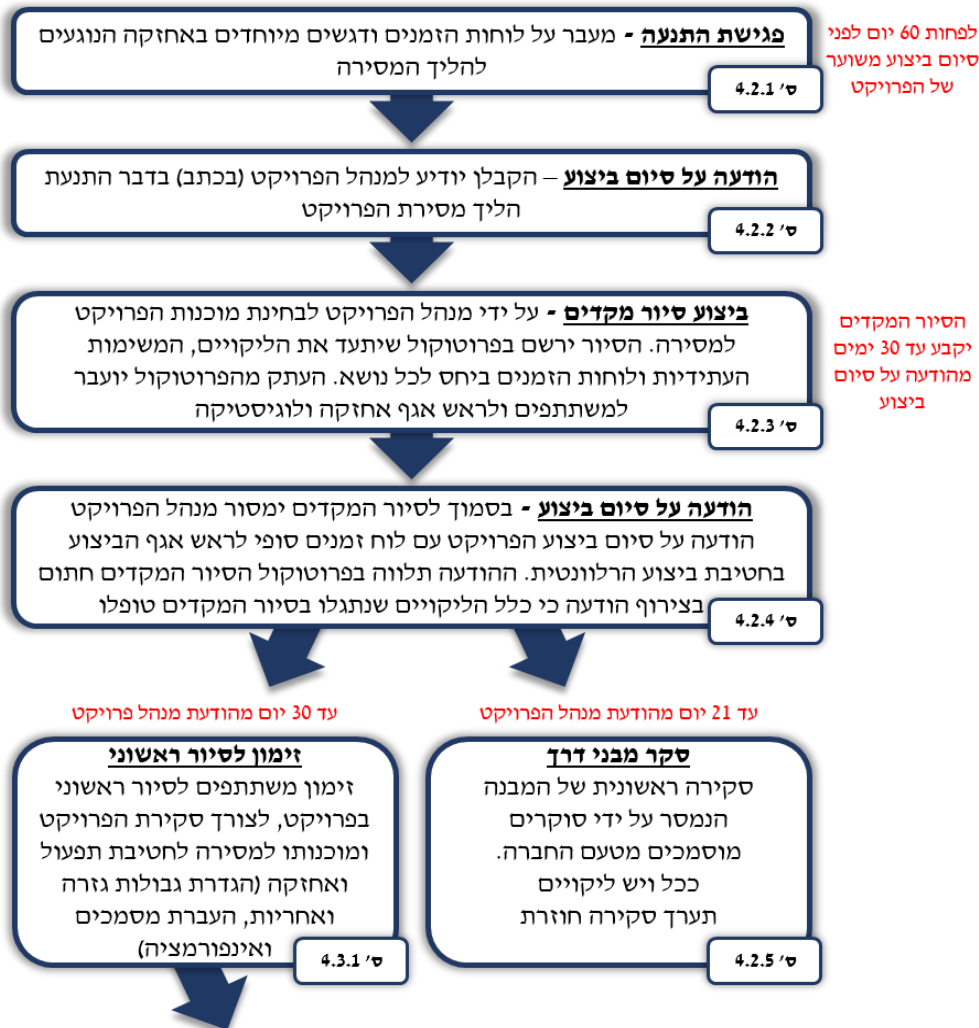 לפחות 60 יום לפני
סיום ביצוע משוער
של הפרויקט
פגישת התנעה - מעבר על לוחות הזמנים ודגשים מיוחדים באחזקה הנוגעים
להליך המסירה
ס' 4.2.1
הודעה על סיום ביצוע – הקבלן יודיע למנהל הפרויקט (בכתב) בדבר התנעת
הליך מסירת הפרויקט
ס' 4.2.2
הסיור המקדים
יקבע עד 30 ימים
מהודעה על סיום
ביצוע
ביצוע סיור מקדים - על ידי מנהל הפרויקט לבחינת מוכנות הפרויקט
למסירה. הסיור ירשם בפרוטוקול שיתעד את הליקויים, המשימות
העתידיות ולוחות הזמנים ביחס לכל נושא. העתק מהפרוטוקול יועבר
למשתתפים ולראש אגף אחזקה ולוגיסטיקה
ס' 4.2.3
הודעה על סיום ביצוע - בסמוך לסיור המקדים ימסור מנהל הפרויקט
הודעה על סיום ביצוע הפרויקט עם לוח זמנים סופי לראש אגף הביצוע
בחטיבת ביצוע הרלוונטית. ההודעה תלווה בפרוטוקול הסיור המקדים חתום
בצירוף הודעה כי כלל הליקויים שנתגלו בסיור המקדים טופלו
ס' 4.2.4
עד 21 יום מהודעת מנהל הפרויקט
סקר מבני דרך
סקירה ראשונית של המבנה
הנמסר על ידי סוקרים
מוסמכים מטעם החברה.
ככל ויש ליקויים
תערך סקירה חוזרת
ס' 4.2.5
עד 30 יום מהודעת מנהל פרויקט
זימון לסיור ראשוני
זימון משתתפים לסיור ראשוני
בפרויקט, לצורך סקירת הפרויקט
ומוכנותו למסירה לחטיבת תפעול
ואחזקה (הגדרת גבולות גזרה
ואחריות, העברת מסמכים
ואינפורמציה)
ס' 4.3.1